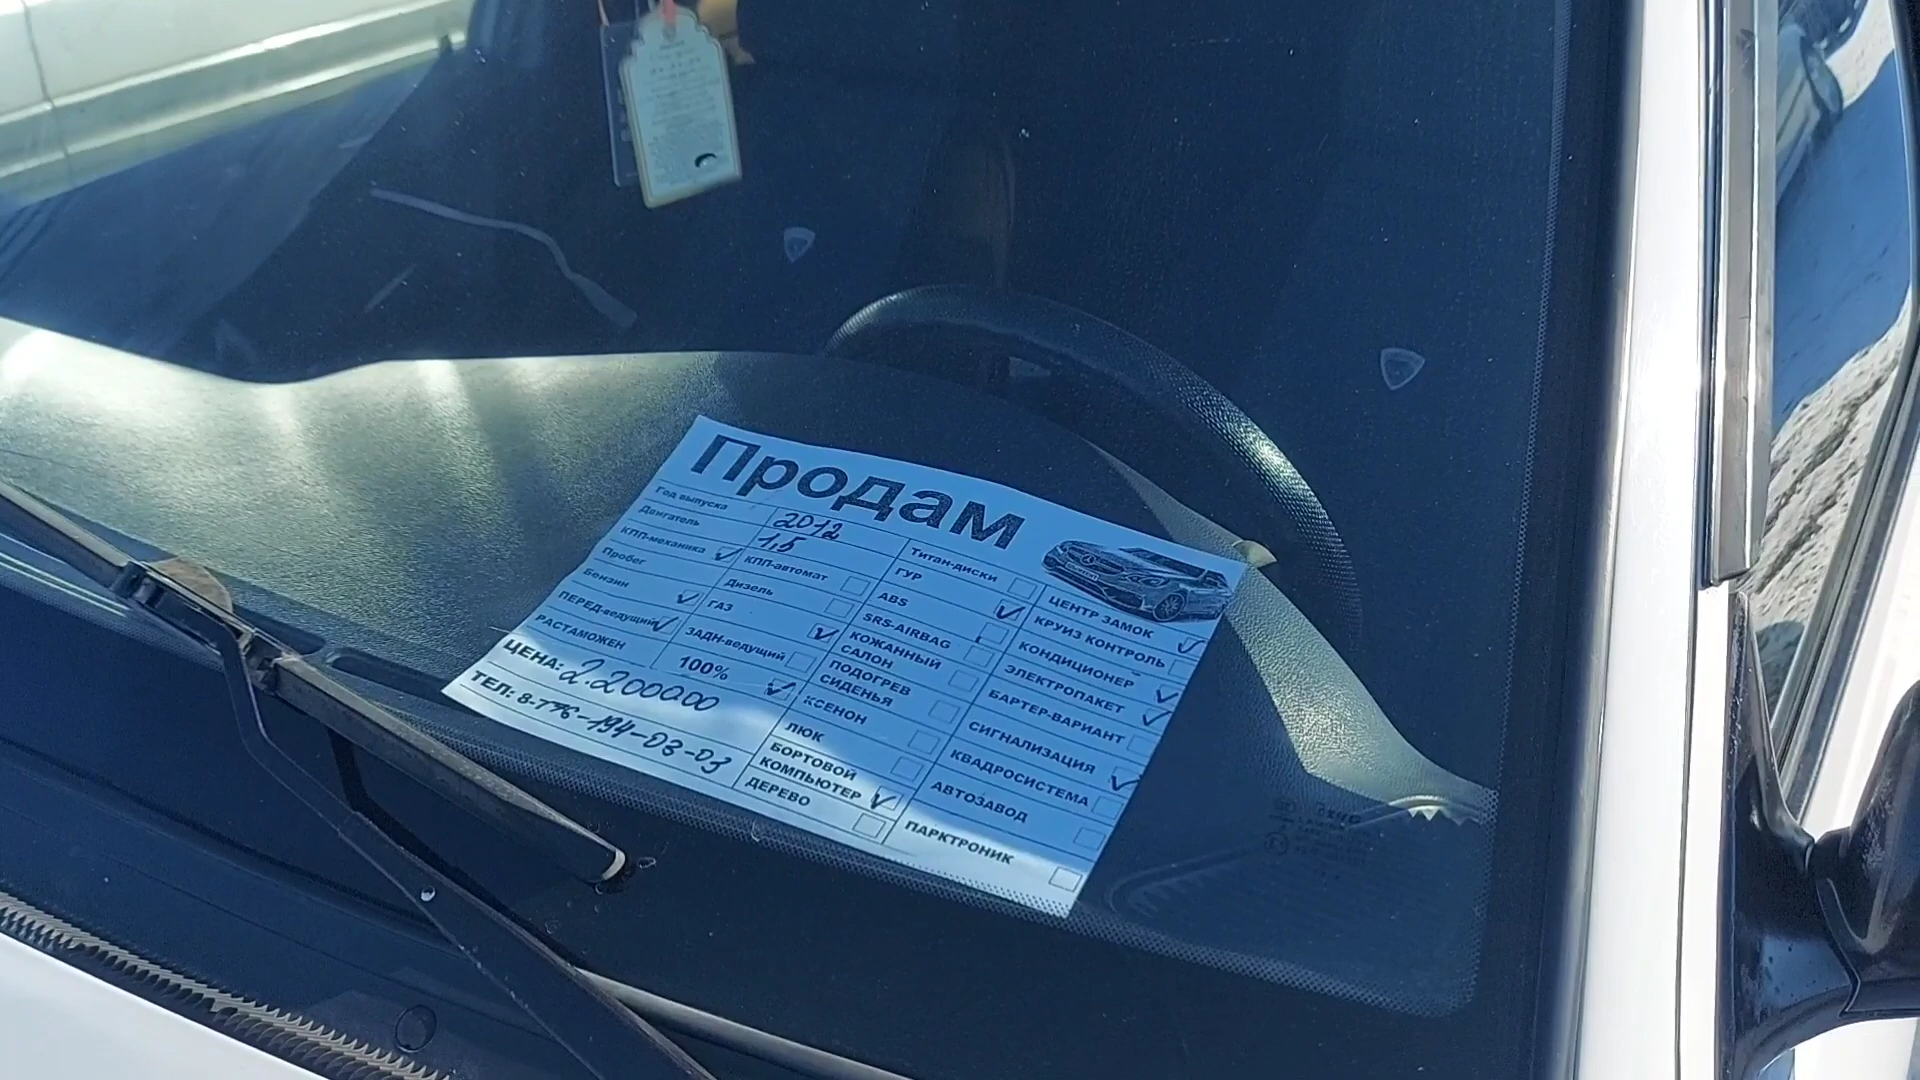 Продам
Год выпуска 2012
Двигатель 1,5
КПП-механика КПП-автомат
Пробег Дизель
Бензин ГАЗ
ПЕРЕД-ведущий ЗАДН-ведущий
РАСТАМОЖЕН 100%
ЦЕНА: 2.200000
ТЕЛ: 8-776-194-03-03
Титан-диски
ГУР
ABS
SRS-AIRBAG
КОЖАННЫЙ
САЛОН
ПОДОГРЕВ
СИДЕНЬЯ
КСЕНОН
ЛЮК
БОРТОВОЙ
КОМПЬЮТЕР
ДЕРЕВО
ЦЕНТР ЗАМОК
КРУИЗ КОНТРОЛЬ
КОНДИЦИОНЕР
ЭЛЕКТРОПАКЕТ
БАРТЕР-ВАРИАНТ
СИГНАЛИЗАЦИЯ
КВАДРОСИСТЕМА
АВТОЗАВОД
ПАРКТРОНИК